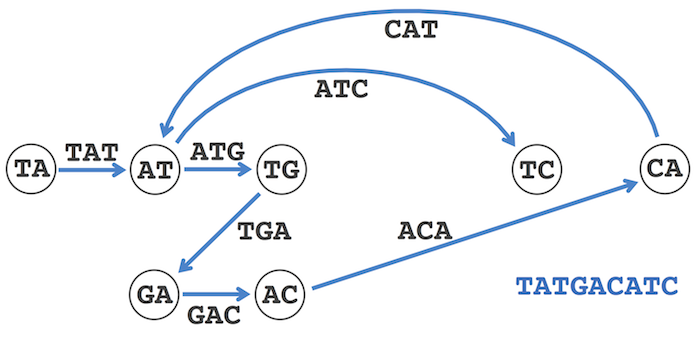 CAT
ATC
TA TAT AT ATG TG TC CA
TGA ACA
GA GAC AC TATGACATC